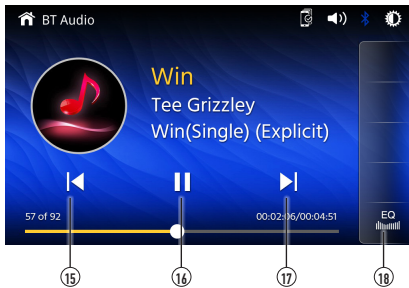 BT Audio
Win
Tee Grizzley
Win(Single) (Explicit)
57 of 92
00:02:06/00:04:51
EQ
15
16
17
18